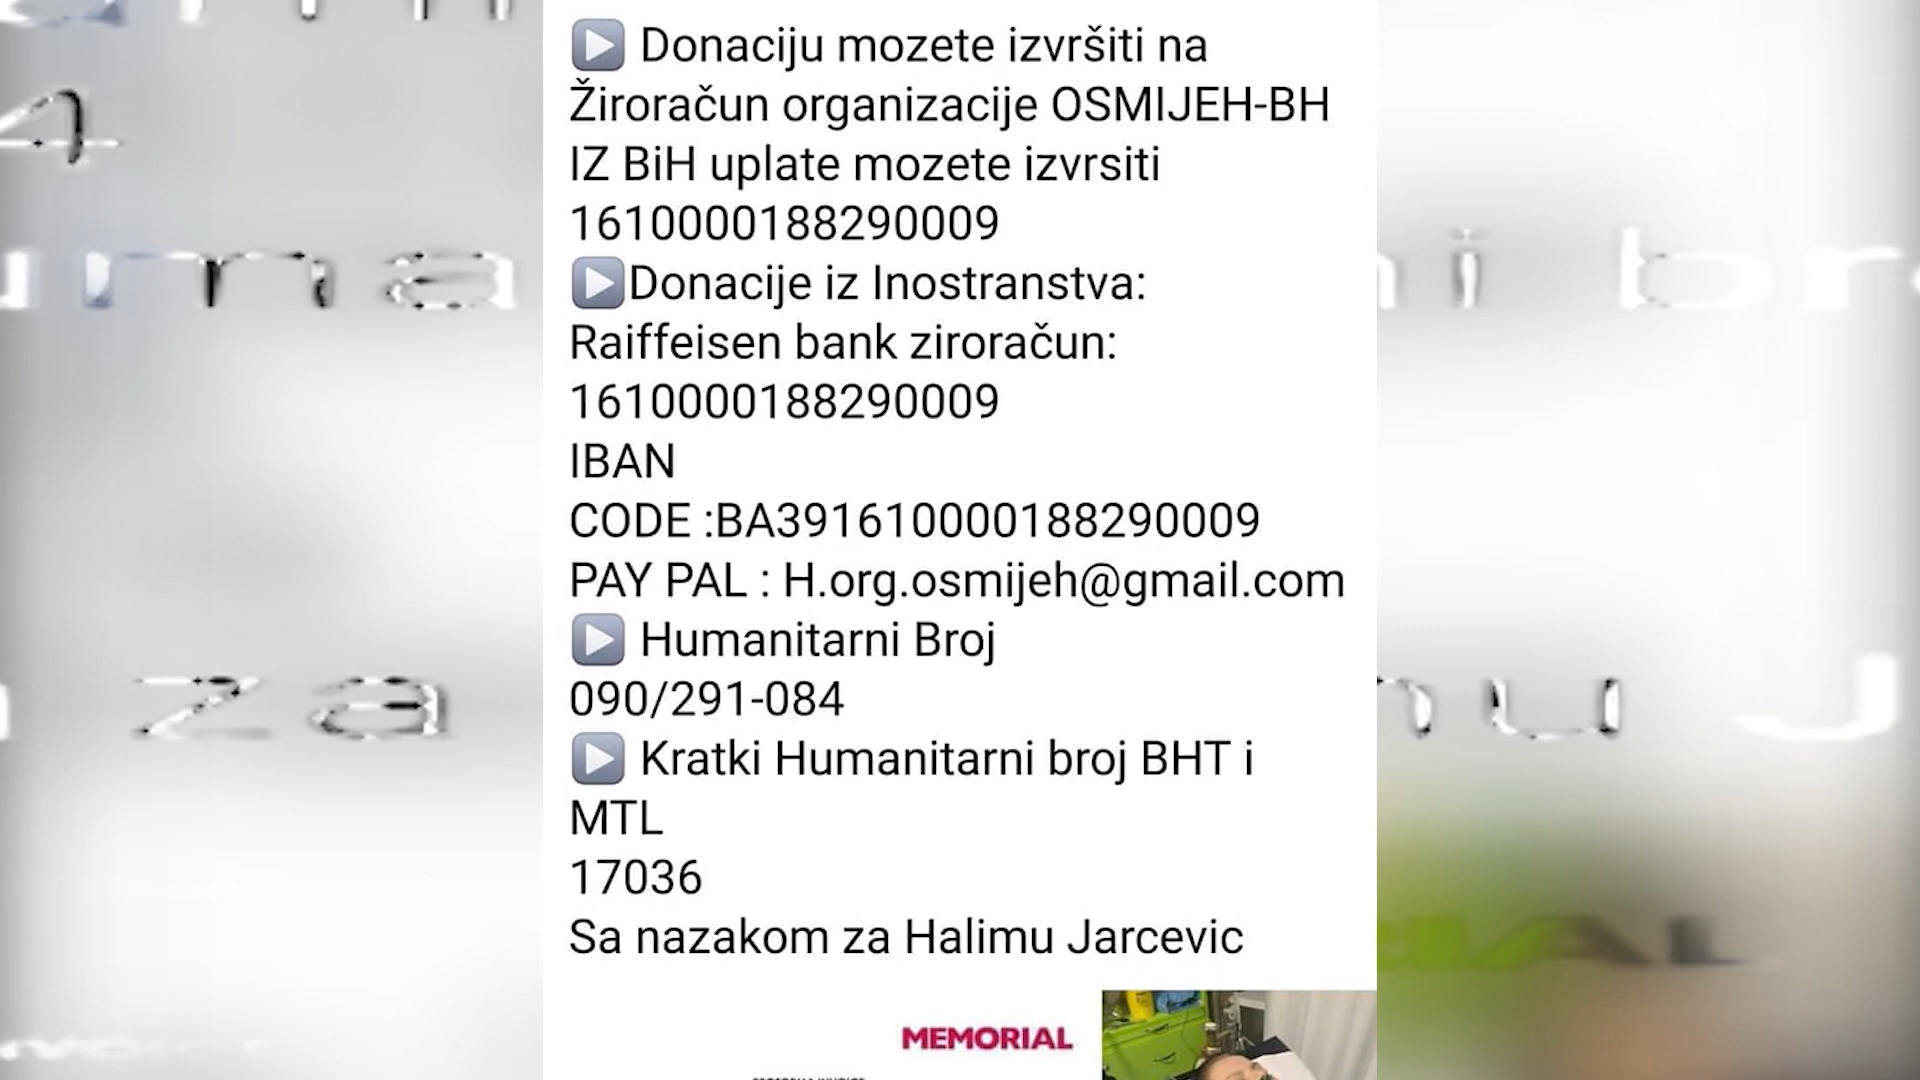 Donaciju mozete izvršiti na
Žiroračun organizacije OSMIJEH-BH
IZ BiH uplate mozete izvrsiti
1610000188290009
Donacije iz Inostranstva:
Raiffeisen bank ziroračun:
1610000188290009
IBAN
CODE :BA391610000188290009
PAY PAL : H.org.osmijeh@gmail.com
Humanitarni Broj
090/291-084
Kratki Humanitarni broj BHT i
MTL
17036
Sa nazakom za Halimu Jarcevic
MEMORIAL